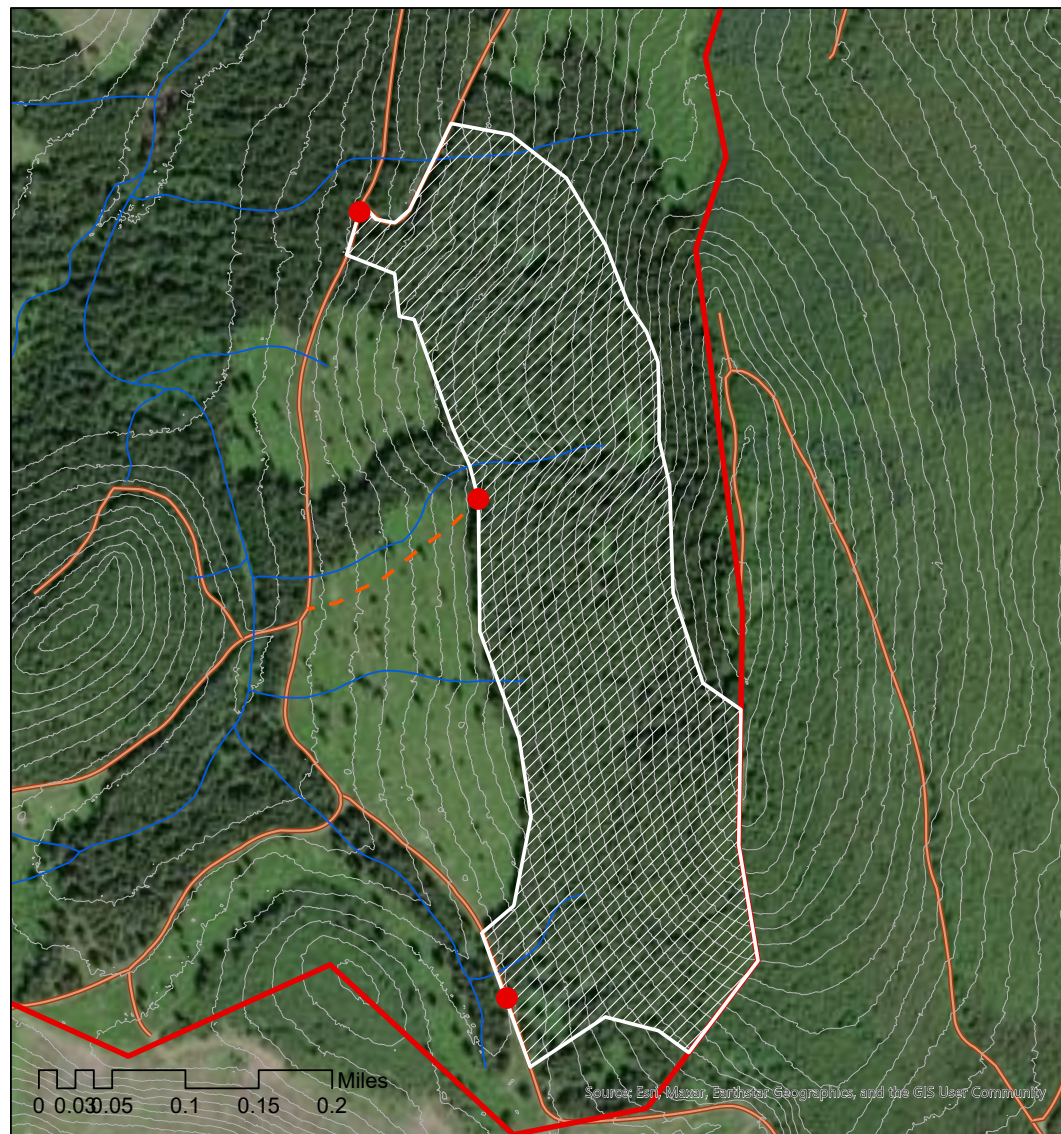 Miles
0 0.03 0.05 0.1 0.15 0.2
Source: Esri, Maxar, Earthstar Geographics, and the GIS User Community